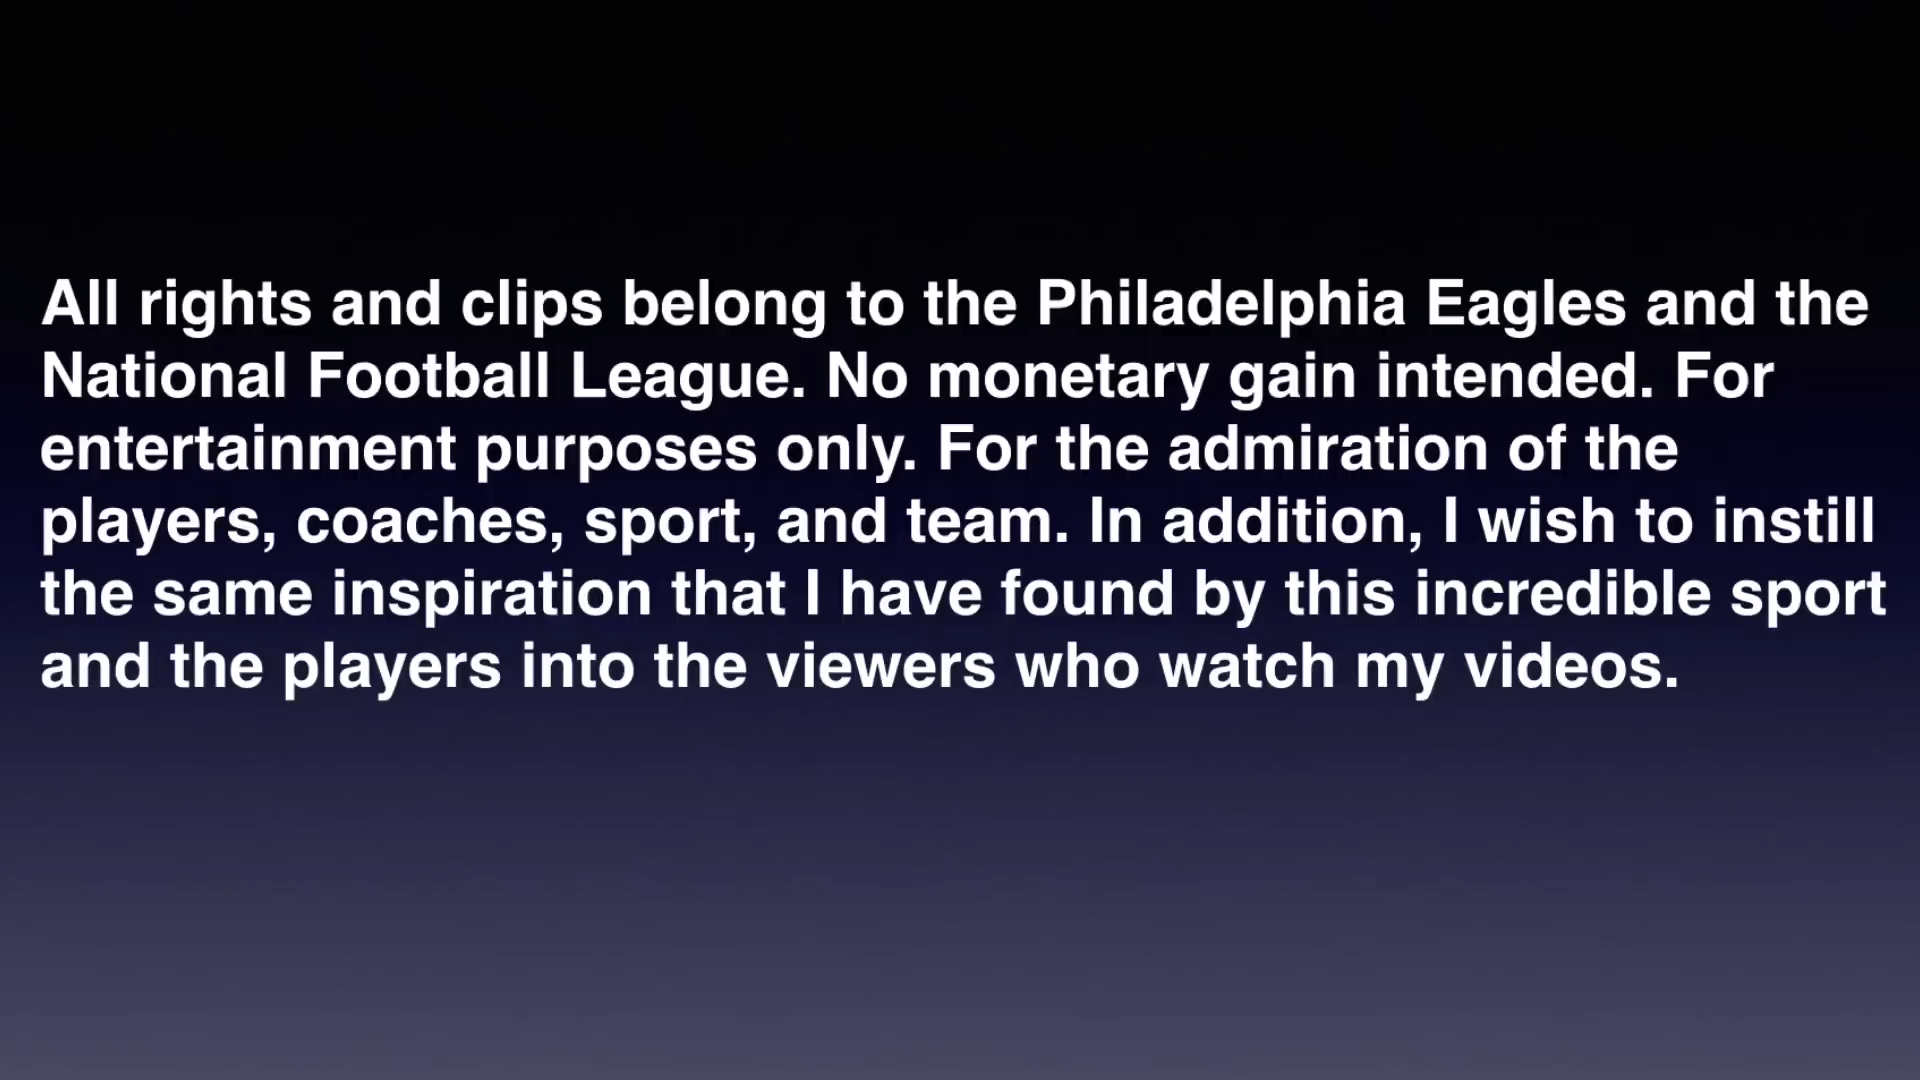 All rights and clips belong to the Philadelphia Eagles and the
National Football League. No monetary gain intended. For
entertainment purposes only. For the admiration of the
players, coaches, sport, and team. In addition, I wish to instill
the same inspiration that I have found by this incredible sport
and the players into the viewers who watch my videos.